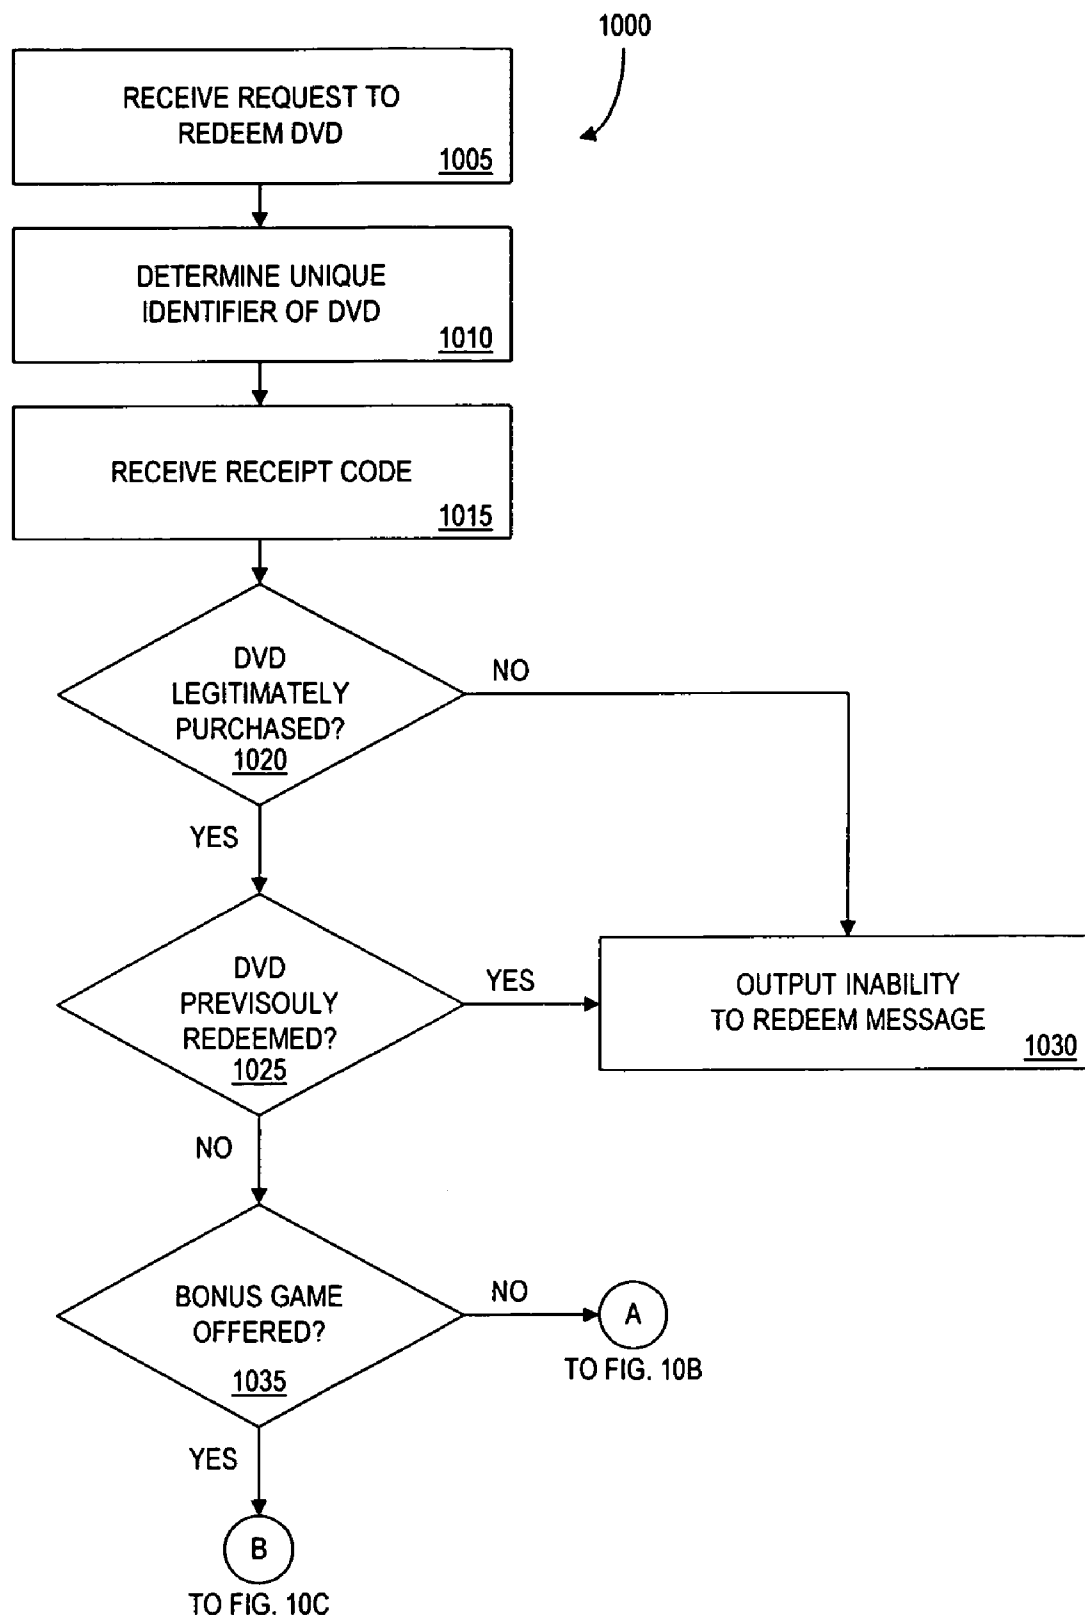 1000
RECEIVE REQUEST TO
REDEEM DVD
1005
DETERMINE UNIQUE
IDENTIFIER OF DVD
1010
RECEIVE RECEIPT CODE
1015
DVD
LEGITIMATELY
PURCHASED?
1020
NO
YES
DVD
PREVISOULY
REDEEMED?
1025
YES
OUTPUT INABILITY
TO REDEEM MESSAGE
1030
NO
BONUS GAME
OFFERED?
1035
NO
A
TO FIG. 10B
YES
B
TO FIG. 10C